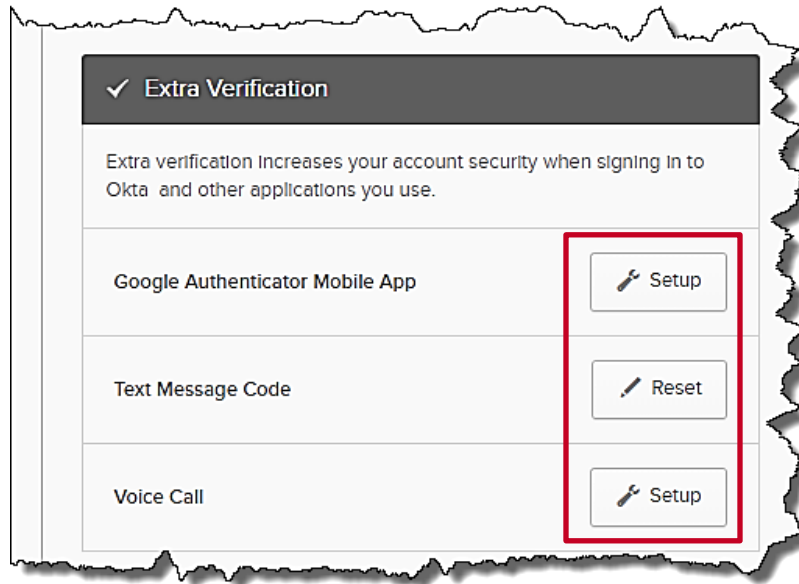 Extra Verification
Extra verification increases your account security when signing in to
Okta and other applications you use.
Google Authenticator Mobile App
Setup
Text Message Code
Reset
Voice Call
Setup